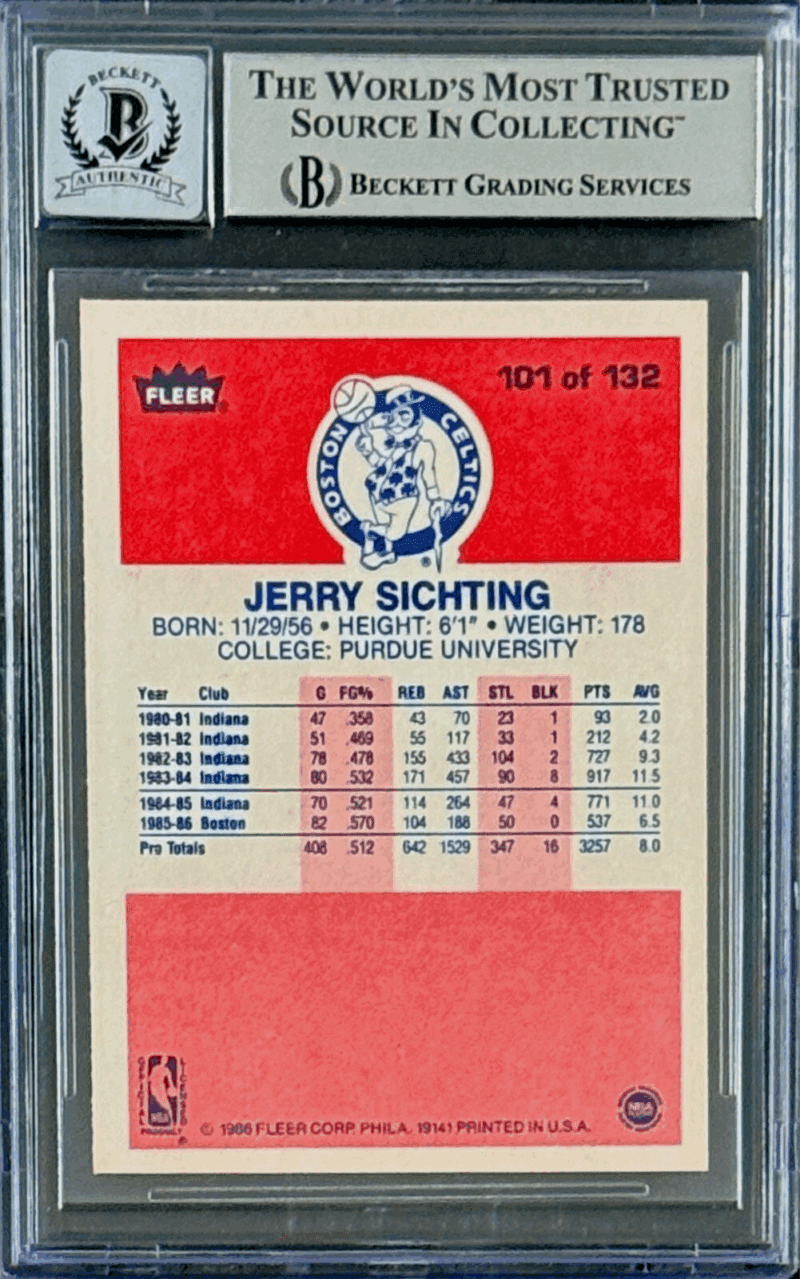 BECKETT
B
AUTHENTIC
THE WORLD'S MOST TRUSTED
SOURCE IN COLLECTING™
(B) BECKETT GRADING SERVICES
FLEER®
101 of 132
BOSTON CELTICS
®
JERRY SICHTING
BORN: 11/29/56 • HEIGHT: 6'1" • WEIGHT: 178
COLLEGE: PURDUE UNIVERSITY
Year Club G FG% REB AST STL BLK PTS AVG
1980-81 Indiana 47 .358 43 70 23 1 93 2.0
1981-82 Indiana 51 .469 55 117 33 1 212 4.2
1982-83 Indiana 78 .478 155 433 104 2 727 9.3
1983-84 Indiana 80 .532 171 457 90 8 917 11.5
1984-85 Indiana 70 .521 114 264 47 4 771 11.0
1985-86 Boston 82 .570 104 188 50 0 537 6.5
Pro Totals 408 .512 642 1529 347 16 3257 8.0
OFFICIAL LICENSED
NBA
PRODUCT ®
© 1986 FLEER CORP. PHILA. 19141 PRINTED IN U.S.A.